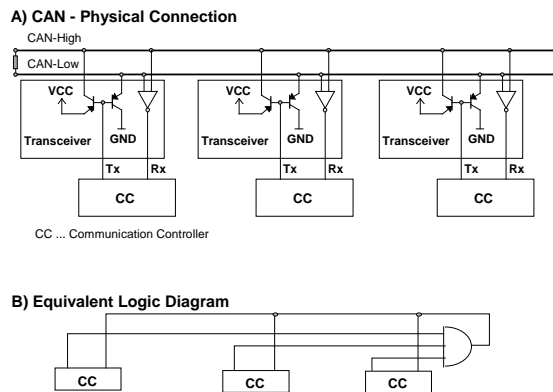 A) CAN - Physical Connection
CAN-High
CAN-Low
VCC VCC VCC
Transceiver GND Transceiver GND Transceiver GND
Tx Rx Tx Rx Tx Rx
CC CC CC
CC ... Communication Controller
B) Equivalent Logic Diagram
CC CC CC